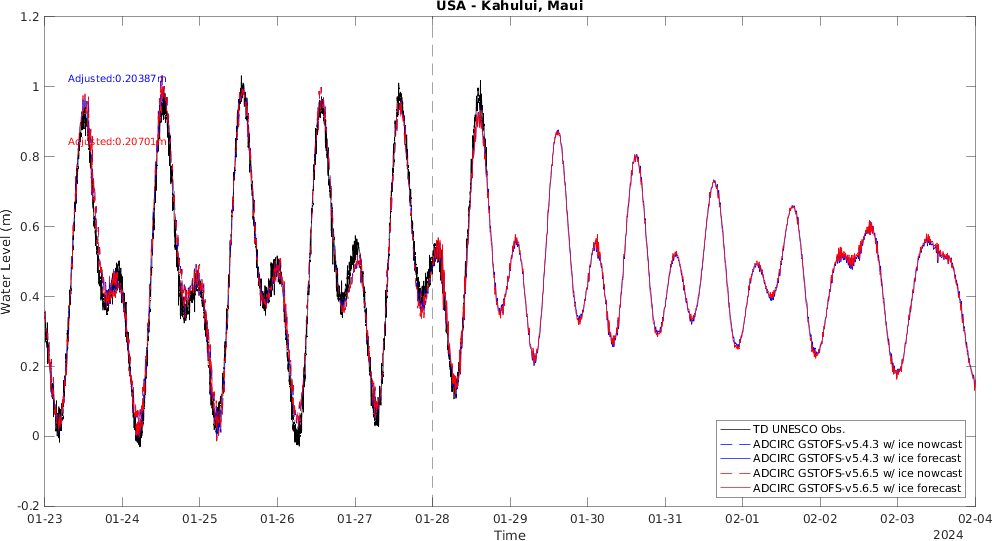 USA - Kahului, Maui
1.2
1
0.8
0.6
0.4
0.2
0
-0.2
Water Level (m)
Adjusted:0.20387m
Adjusted:0.20701m
TD UNESCO Obs.
ADCIRC GSTOFS-v5.4.3 w/ ice nowcast
ADCIRC GSTOFS-v5.4.3 w/ ice forecast
ADCIRC GSTOFS-v5.6.5 w/ ice nowcast
ADCIRC GSTOFS-v5.6.5 w/ ice forecast
01-23 01-24 01-25 01-26 01-27 01-28 01-29 01-30 01-31 02-01 02-02 02-03 02-04
Time
2024